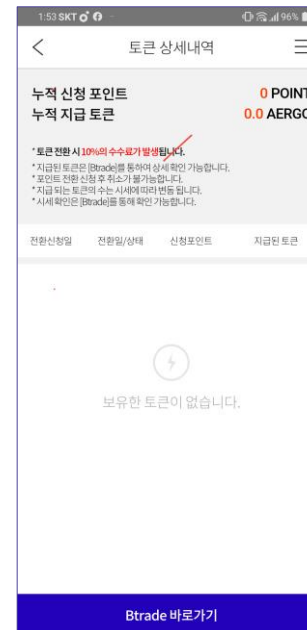 1:53 SKT 96%
토큰 상세내역
누적 신청 포인트 0 POINT
누적 지급 토큰 0.0 AERGO
* 토큰 전환 시 10%의 수수료가 발생됩니다.
* 지급된 토큰은 [Btrade]를 통하여 상세 확인 가능합니다.
* 포인트 전환 신청 후 취소가 불가능합니다.
* 지급 되는 토큰의 수는 시세에 따라 변동 됩니다.
* 시세 확인은 [Btrade]를 통해 확인 가능합니다.
전환신청일 전환일/상태 신청포인트 지급된 토큰
보유한 토큰이 없습니다.
Btrade 바로가기